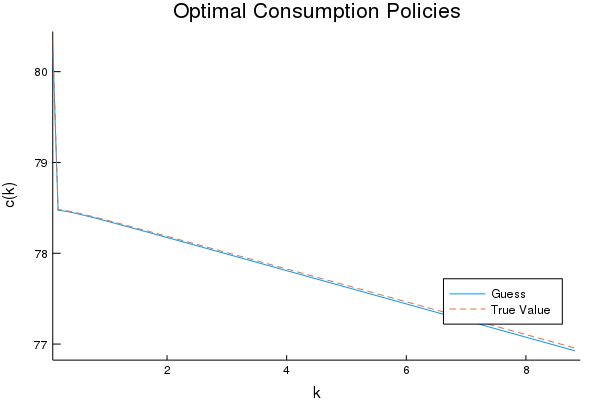 Optimal Consumption Policies
80
79
78
77
c(k)
Guess
True Value
2
4
6
8
k